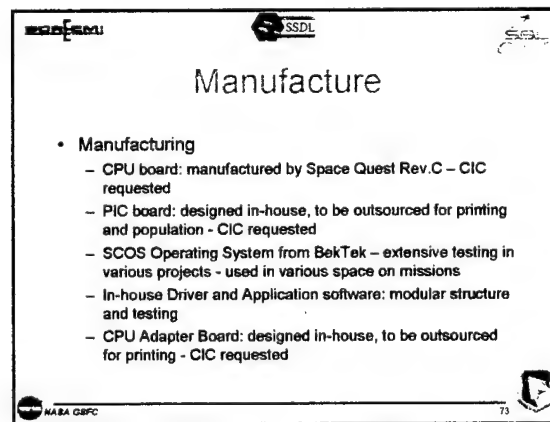 SSDL
Manufacture
• Manufacturing
– CPU board: manufactured by Space Quest Rev.C – CIC
requested
– PIC board: designed in-house, to be outsourced for printing
and population - CIC requested
– SCOS Operating System from BekTek – extensive testing in
various projects - used in various space on missions
– In-house Driver and Application software: modular structure
and testing
– CPU Adapter Board: designed in-house, to be outsourced
for printing - CIC requested
NASA GSFC
73